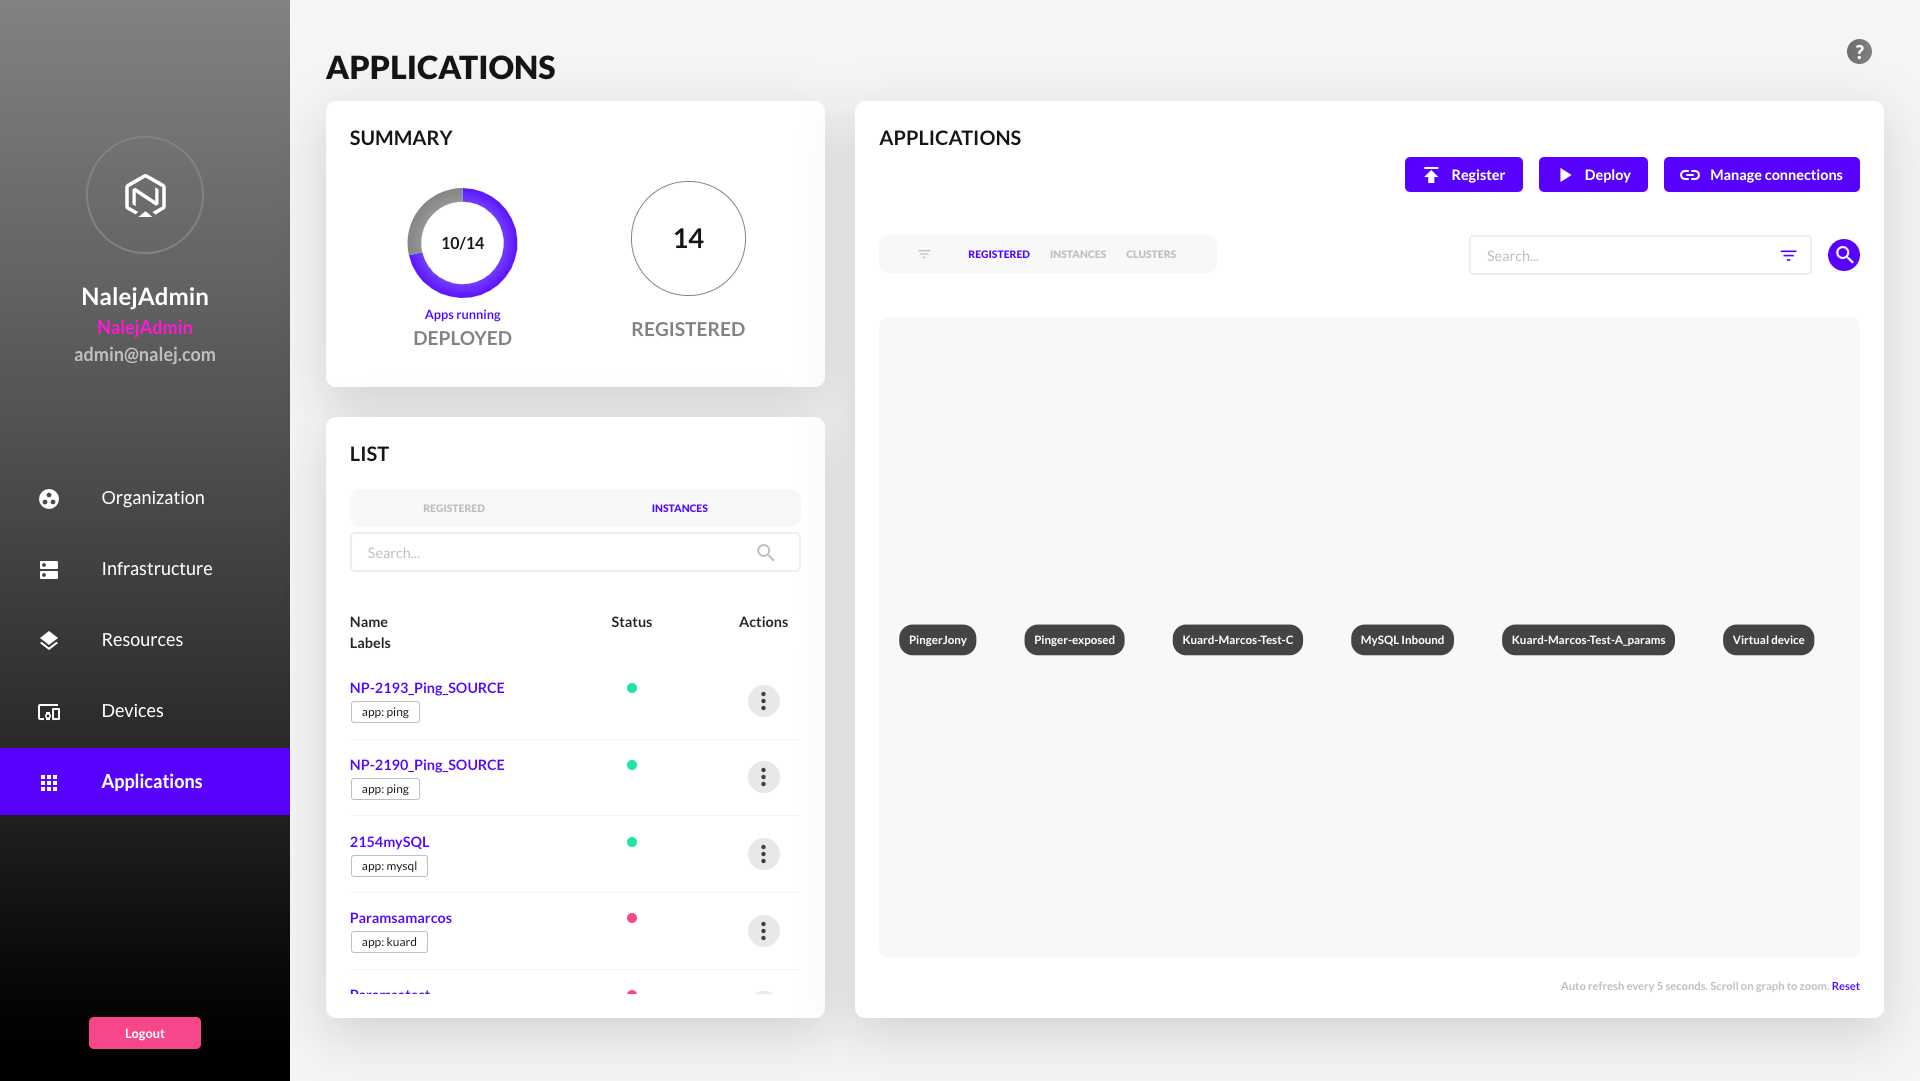 NalejAdmin
NalejAdmin
admin@nalej.com
Organization
Infrastructure
Resources
Devices
Applications
Logout
APPLICATIONS
?
SUMMARY
10/14
Apps running
DEPLOYED
14
REGISTERED
LIST
REGISTERED INSTANCES
Search...
Name Status Actions
Labels
NP-2193_Ping_SOURCE
app: ping
NP-2190_Ping_SOURCE
app: ping
2154mySQL
app: mysql
Paramsamarcos
app: kuard
APPLICATIONS
Register Deploy Manage connections
REGISTERED INSTANCES CLUSTERS
Search...
PingerJony Pinger-exposed Kuard-Marcos-Test-C MySQL Inbound Kuard-Marcos-Test-A_params Virtual device
Auto refresh every 5 seconds. Scroll on graph to zoom. Reset